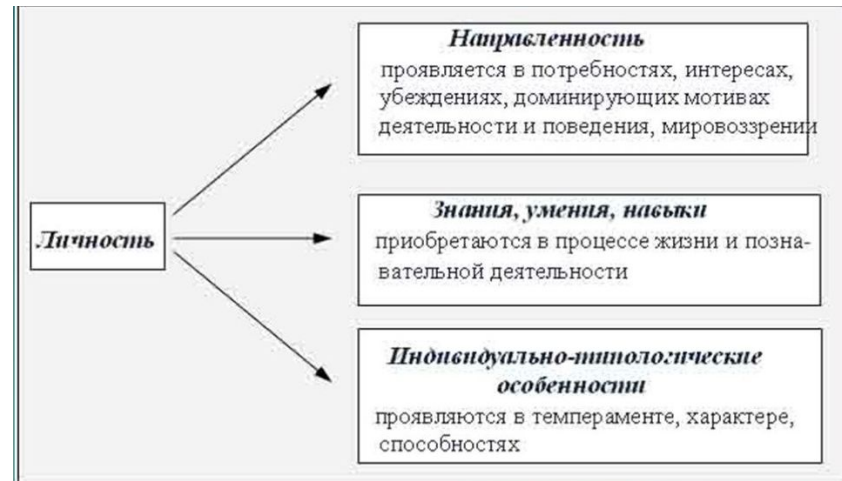 Личность
Направленность
проявляется в потребностях, интересах,
убеждениях, доминирующих мотивах
деятельности и поведения, мировоззрении
Знания, умения, навыки
приобретаются в процессе жизни и позна-
вательной деятельности
Индивидуально-типологические
особенности
проявляются в темпераменте, характере,
способностях